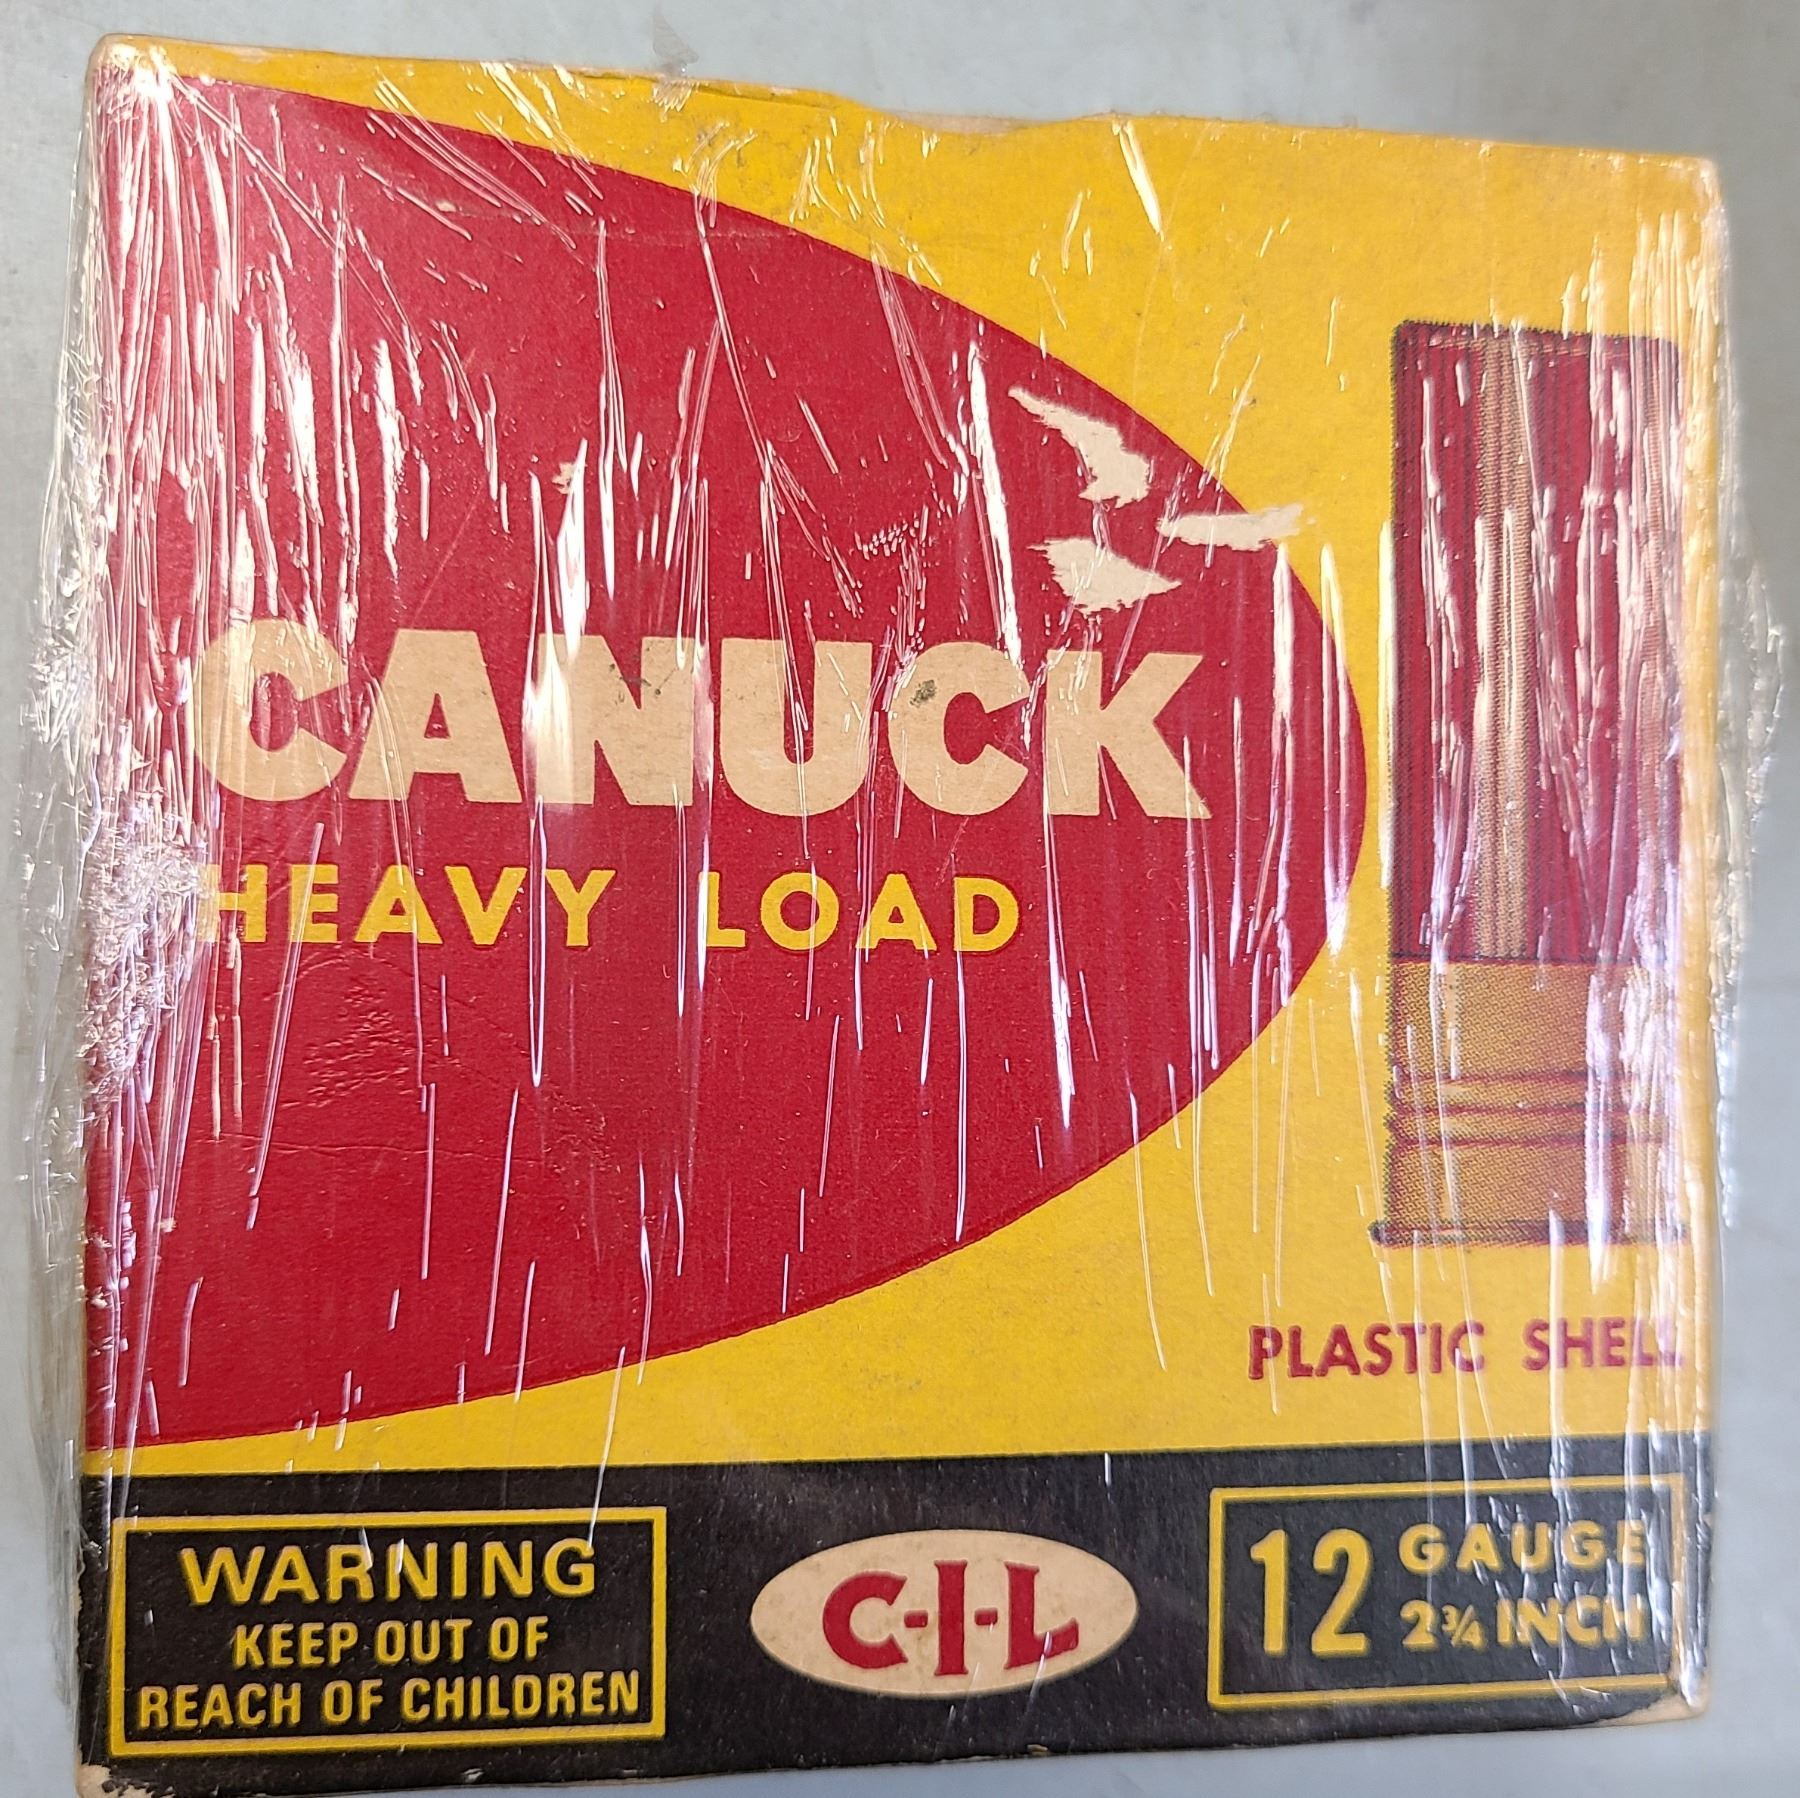 CANUCK
HEAVY LOAD
PLASTIC SHELL
WARNING
KEEP OUT OF
REACH OF CHILDREN
C-I-L
12 GAUGE
2¾ INCH